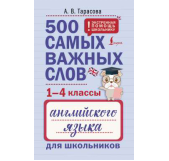 А. В. Тарасова
500
САМЫХ
ВАЖНЫХ
СЛОВ
1–4 классы
английского
языка
для школьников